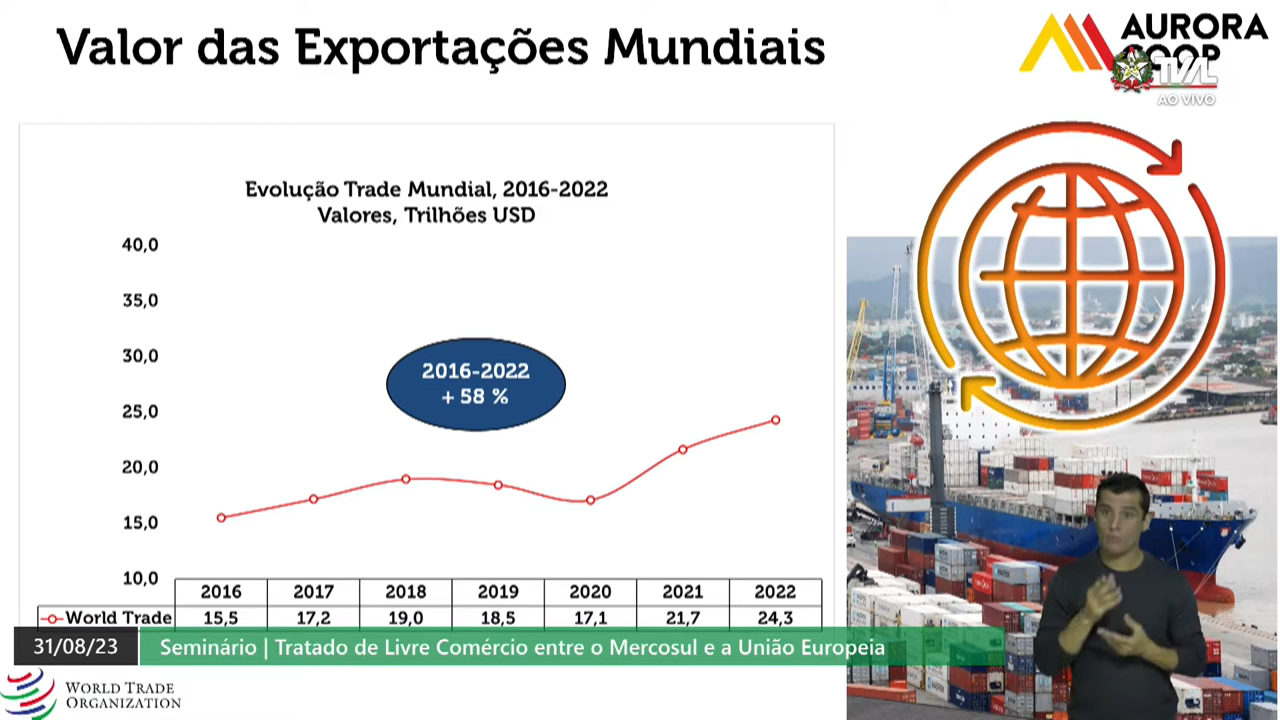 Valor das Exportações Mundiais
AURORA
COOP
TVAL
AO VIVO
Evolução Trade Mundial, 2016-2022
Valores, Trilhões USD
40,0
35,0
30,0
25,0
20,0
15,0
10,0
2016-2022
+ 58 %
2016 2017 2018 2019 2020 2021 2022
World Trade 15,5 17,2 19,0 18,5 17,1 21,7 24,3
31/08/23 Seminário | Tratado de Livre Comércio entre o Mercosul e a União Europeia
WORLD TRADE
ORGANIZATION